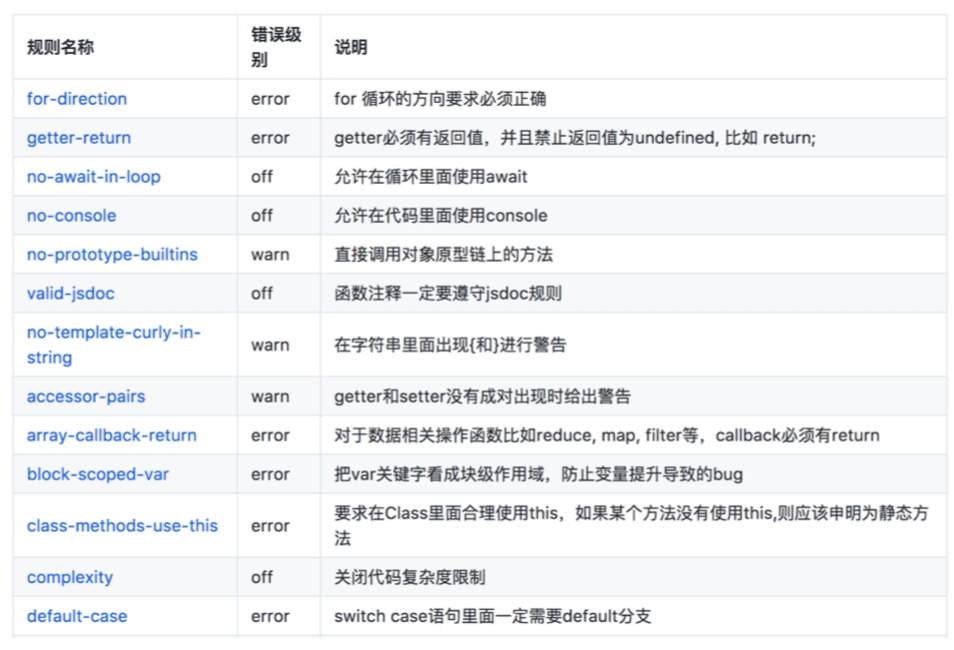 规则名称 错误级别 说明
for-direction error for 循环的方向要求必须正确
getter-return error getter必须有返回值，并且禁止返回值为undefined, 比如 return;
no-await-in-loop off 允许在循环里面使用await
no-console off 允许在代码里面使用console
no-prototype-builtins warn 直接调用对象原型链上的方法
valid-jsdoc off 函数注释一定要遵守jsdoc规则
no-template-curly-in-string warn 在字符串里面出现{和}进行警告
accessor-pairs warn getter和setter没有成对出现时给出警告
array-callback-return error 对于数据相关操作函数比如reduce, map, filter等，callback必须有return
block-scoped-var error 把var关键字看成块级作用域，防止变量提升导致的bug
class-methods-use-this error 要求在Class里面合理使用this，如果某个方法没有使用this,则应该申明为静态方法
complexity off 关闭代码复杂度限制
default-case error switch case语句里面一定需要default分支